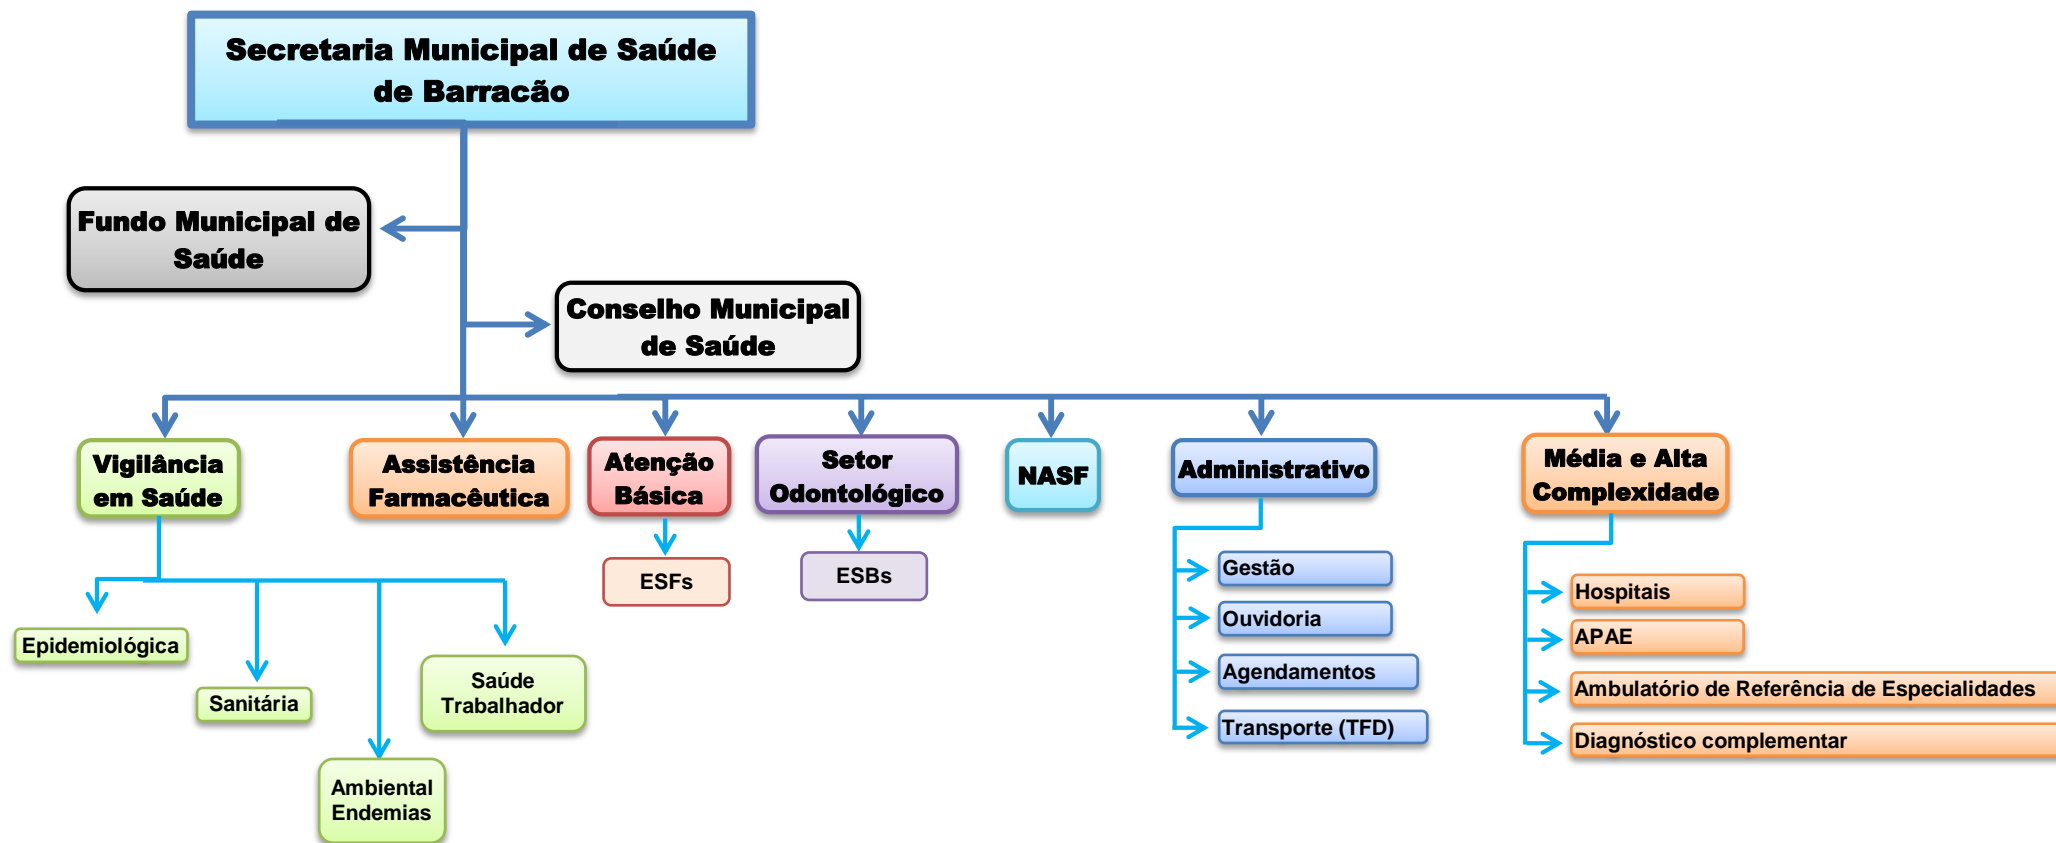 Secretaria Municipal de Saúde
de Barracão
Fundo Municipal de
Saúde
Conselho Municipal
de Saúde
Vigilância
em Saúde
Assistência
Farmacêutica
Atenção
Básica
Setor
Odontológico
NASF
Administrativo
Média e Alta
Complexidade
ESFs
ESBs
Epidemiológica
Sanitária
Ambiental
Endemias
Saúde
Trabalhador
Gestão
Ouvidoria
Agendamentos
Transporte (TFD)
Hospitais
APAE
Ambulatório de Referência de Especialidades
Diagnóstico complementar